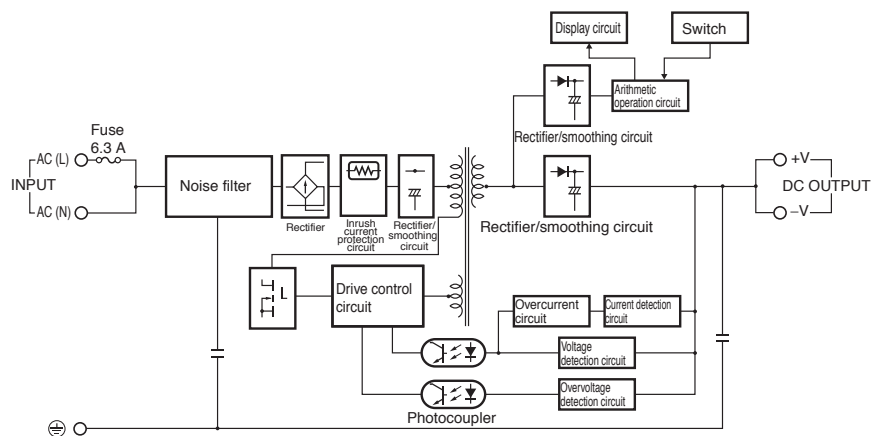 Display circuit
Switch
Arithmetic
operation circuit
Rectifier/smoothing circuit
Fuse
6.3 A
AC (L)
INPUT
AC (N)
Noise filter
Rectifier
Inrush
current
protection
circuit
Rectifier/
smoothing
circuit
Rectifier/smoothing circuit
+V
DC OUTPUT
–V
Drive control
circuit
Overcurrent
circuit
Current detection
circuit
Voltage
detection circuit
Overvoltage
detection circuit
Photocoupler